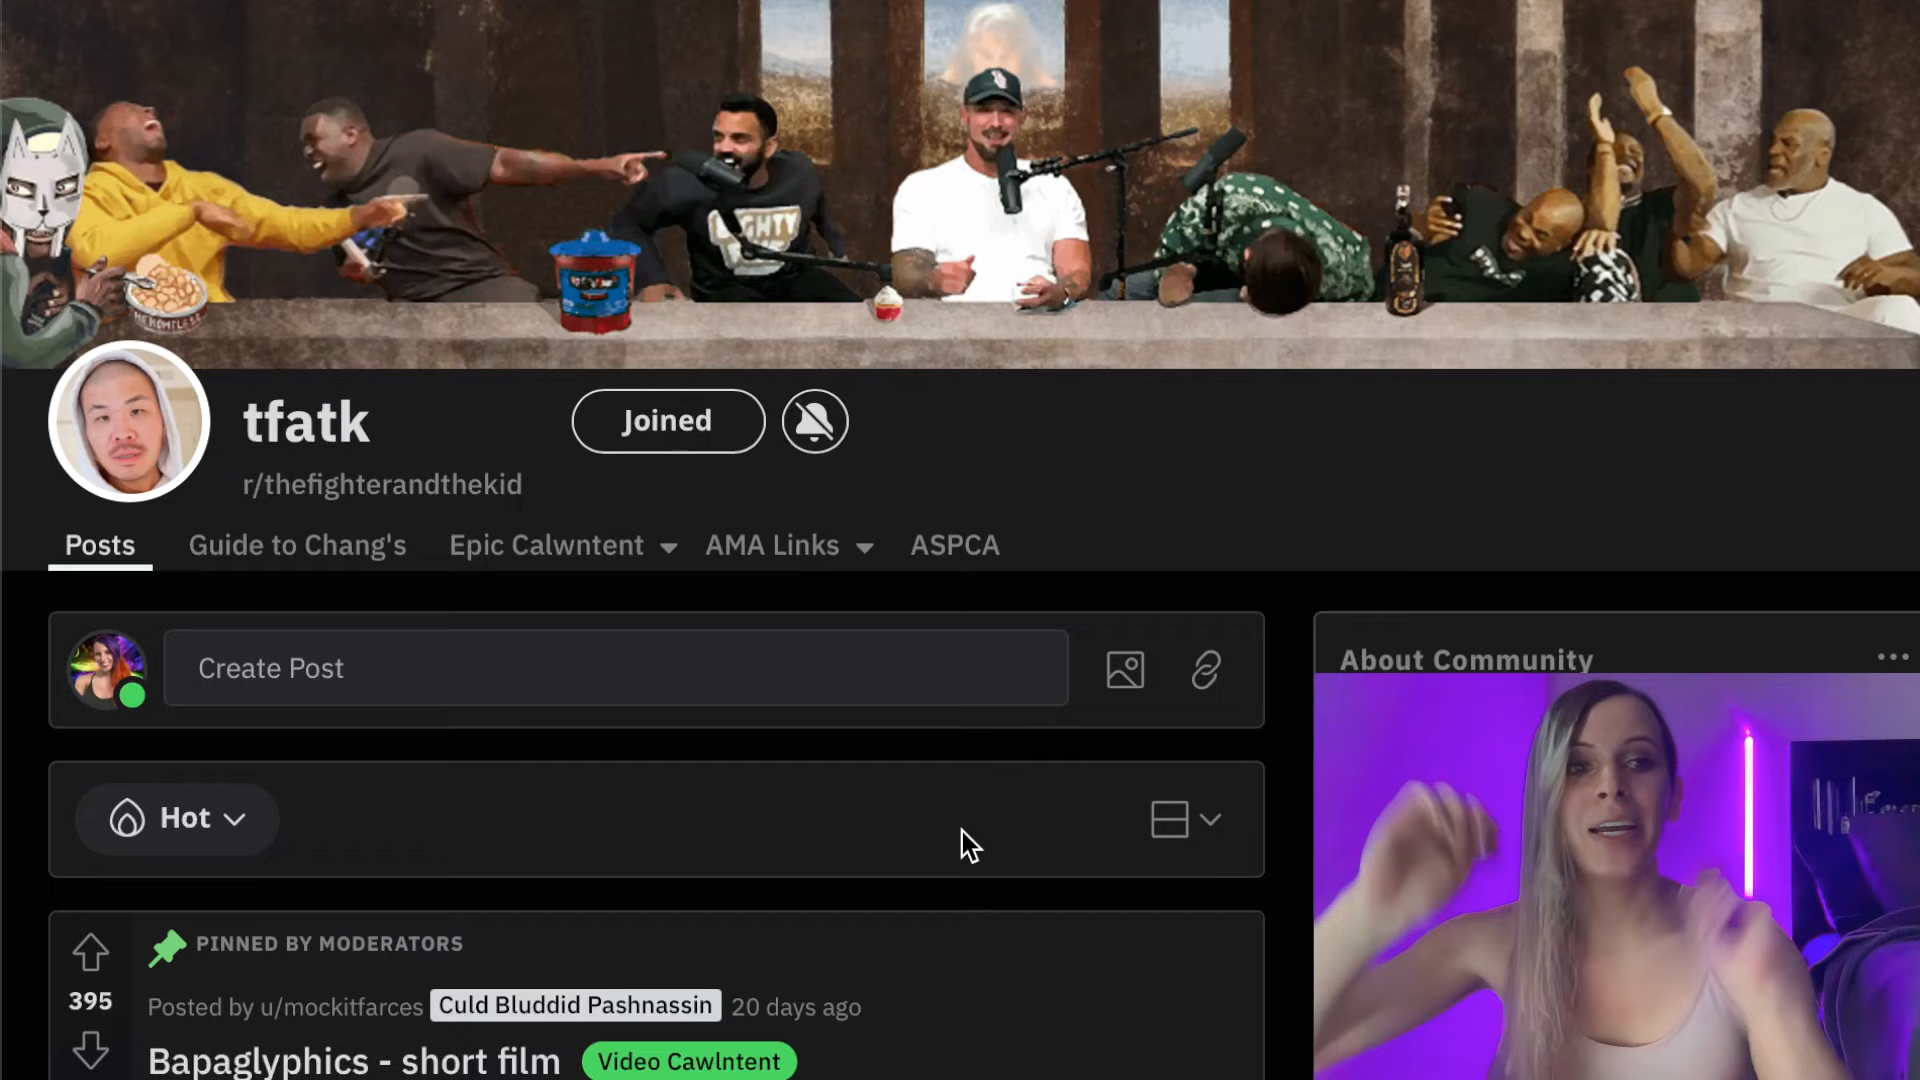 tfatk
Joined
r/thefighterandthekid
Posts
Guide to Chang's
Epic Calwntent
AMA Links
ASPCA
Create Post
About Community
Hot
PINNED BY MODERATORS
395
Posted by u/mockitfarces Culd Bluddid Pashnassin 20 days ago
Bapaglyphics - short film Video Cawlntent